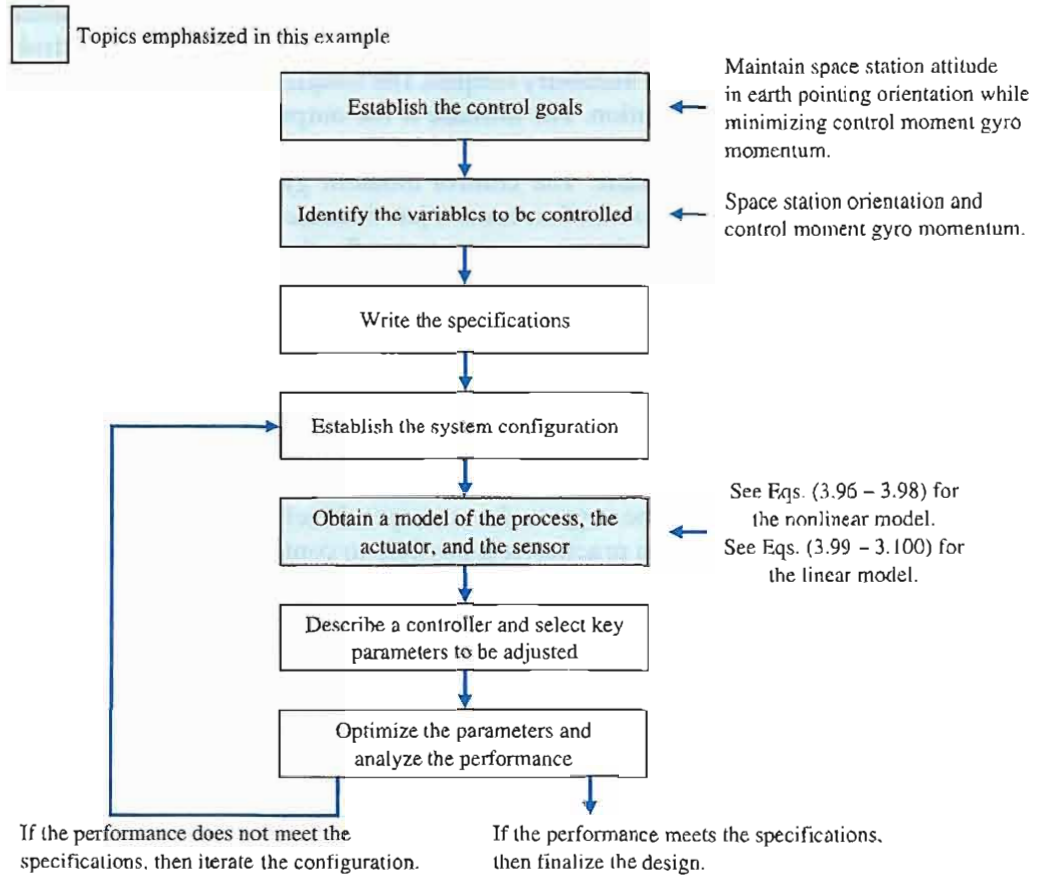 Topics emphasized in this example
Establish the control goals
Maintain space station attitude
in earth pointing orientation while
minimizing control moment gyro
momentum.
Identify the variables to be controlled
Space station orientation and
control moment gyro momentum.
Write the specifications
Establish the system configuration
Obtain a model of the process, the
actuator, and the sensor
See Eqs. (3.96 – 3.98) for
the nonlinear model.
See Eqs. (3.99 – 3.100) for
the linear model.
Describe a controller and select key
parameters to be adjusted
Optimize the parameters and
analyze the performance
If the performance does not meet the
specifications, then iterate the configuration.
If the performance meets the specifications,
then finalize the design.